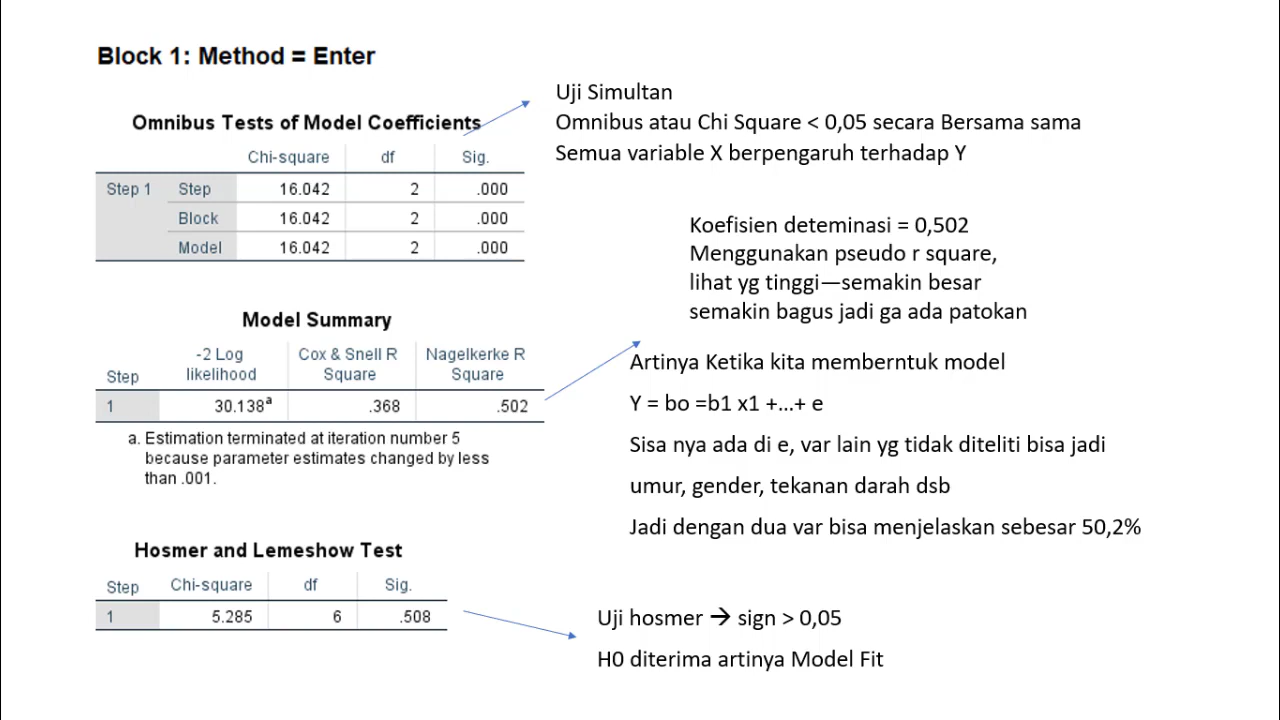 Block 1: Method = Enter
Omnibus Tests of Model Coefficients
Chi-square df Sig.
Step 1 Step 16.042 2 .000
Block 16.042 2 .000
Model 16.042 2 .000
Uji Simultan
Omnibus atau Chi Square < 0,05 secara Bersama sama
Semua variable X berpengaruh terhadap Y
Koefisien deteminasi = 0,502
Menggunakan pseudo r square,
lihat yg tinggi—semakin besar
semakin bagus jadi ga ada patokan
Model Summary
Step -2 Log likelihood Cox & Snell R Square Nagelkerke R Square
1 30.138a .368 .502
a. Estimation terminated at iteration number 5
because parameter estimates changed by less
than .001.
Artinya Ketika kita memberntuk model
Y = bo =b1 x1 +...+ e
Sisa nya ada di e, var lain yg tidak diteliti bisa jadi
umur, gender, tekanan darah dsb
Jadi dengan dua var bisa menjelaskan sebesar 50,2%
Hosmer and Lemeshow Test
Step Chi-square df Sig.
1 5.285 6 .508
Uji hosmer → sign > 0,05
H0 diterima artinya Model Fit